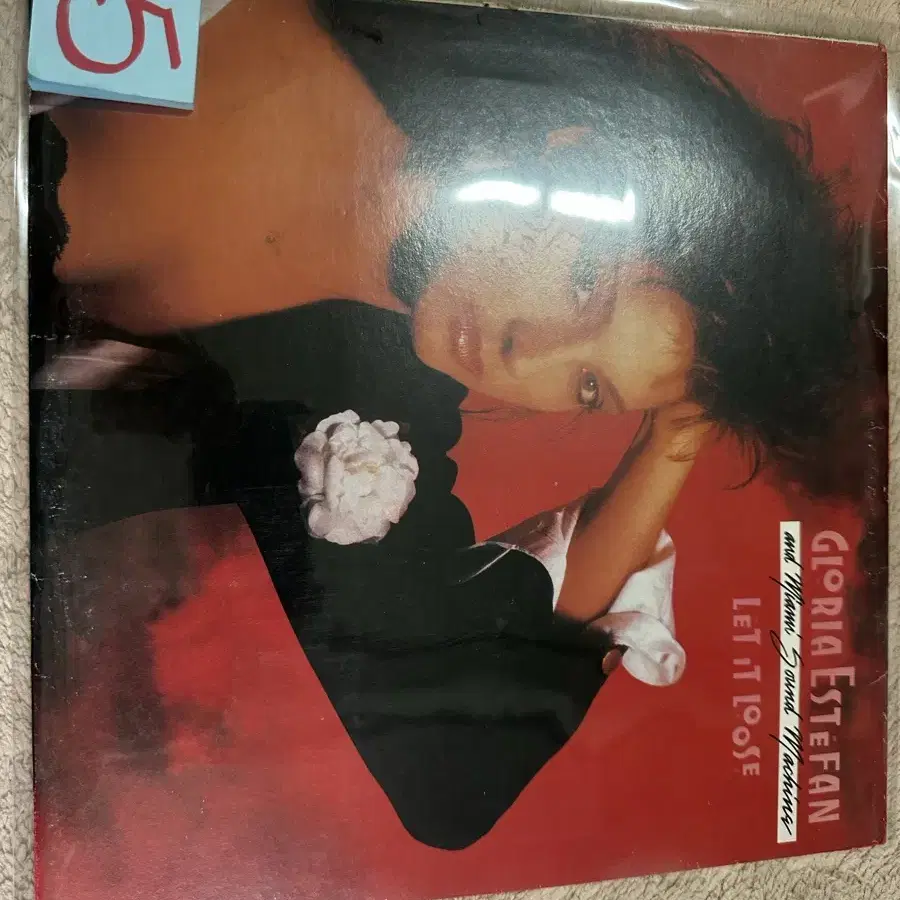 5
GLORIA ESTEFAN
and Miami Sound Machine
LET IT LOOSE